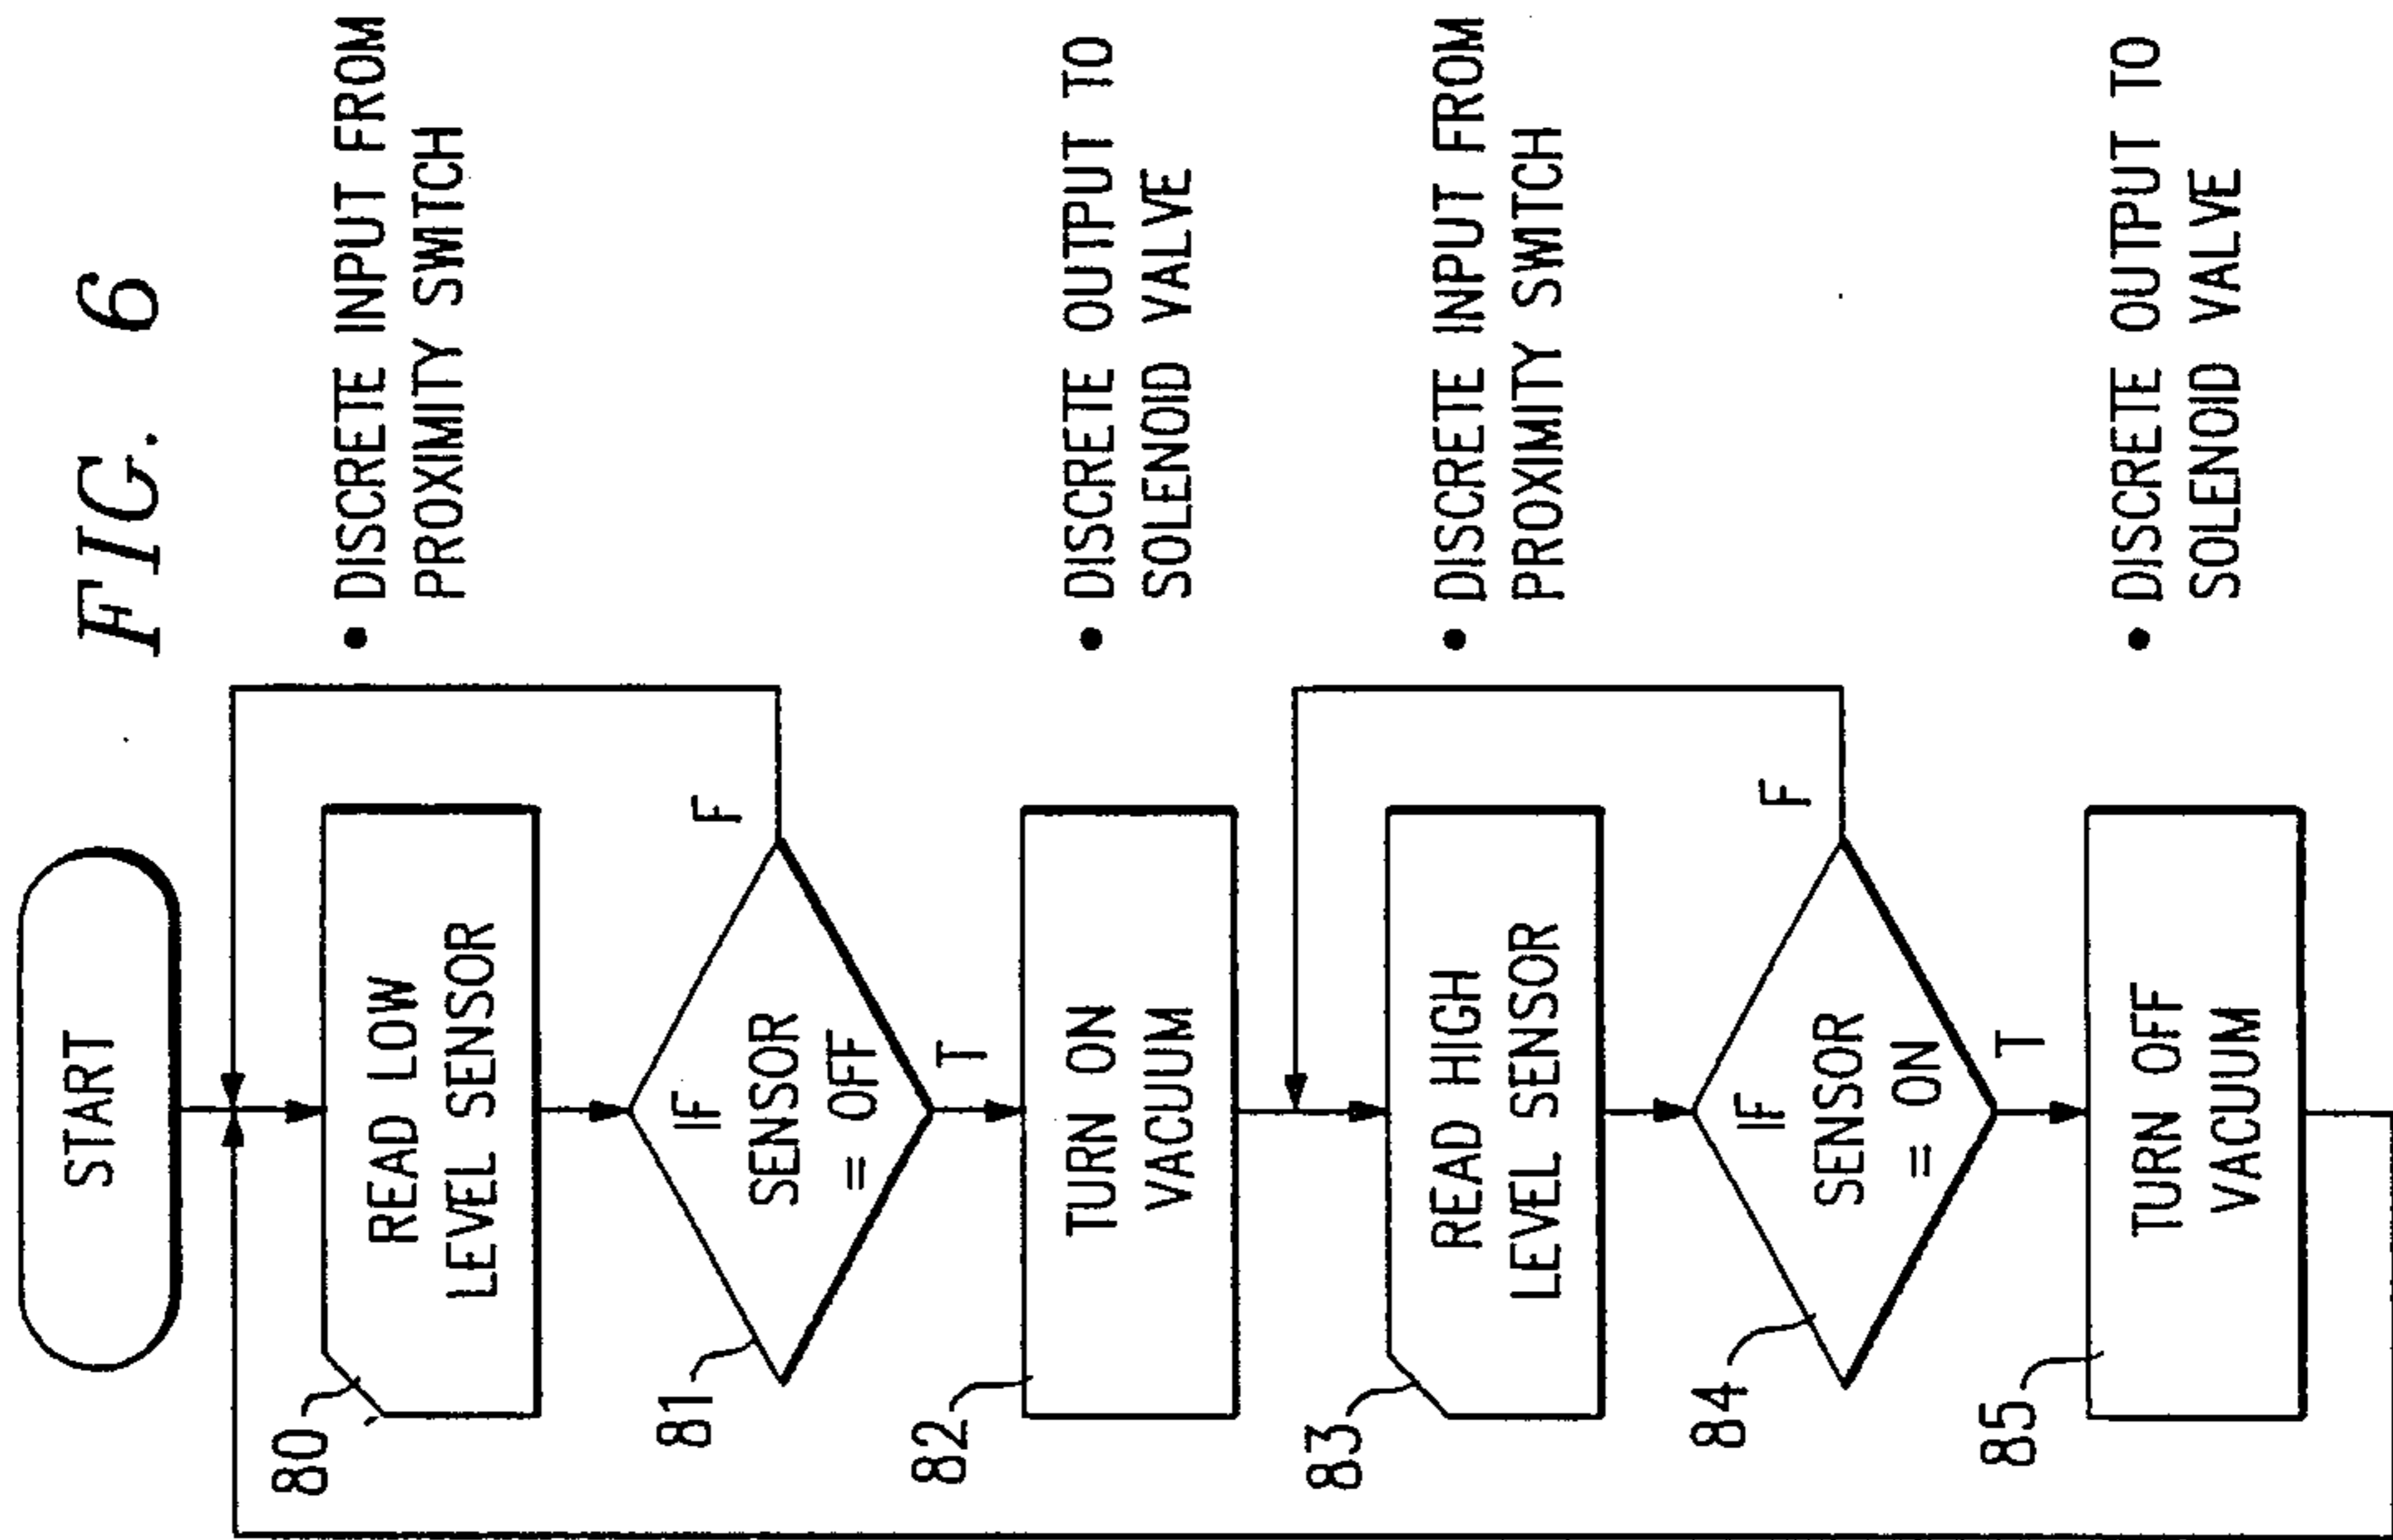 FIG. 6
START
80
READ LOW
LEVEL SENSOR
• DISCRETE INPUT FROM
PROXIMITY SWITCH
81
IF
SENSOR
= OFF
F
T
82
TURN ON
VACUUM
• DISCRETE OUTPUT TO
SOLENOID VALVE
83
READ HIGH
LEVEL SENSOR
• DISCRETE INPUT FROM
PROXIMITY SWITCH
84
IF
SENSOR
= ON
F
T
85
TURN OFF
VACUUM
• DISCRETE OUTPUT TO
SOLENOID VALVE